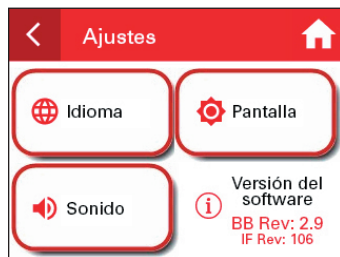 Ajustes
Idioma
Pantalla
Sonido
Versión del
software
BB Rev: 2.9
IF Rev: 106